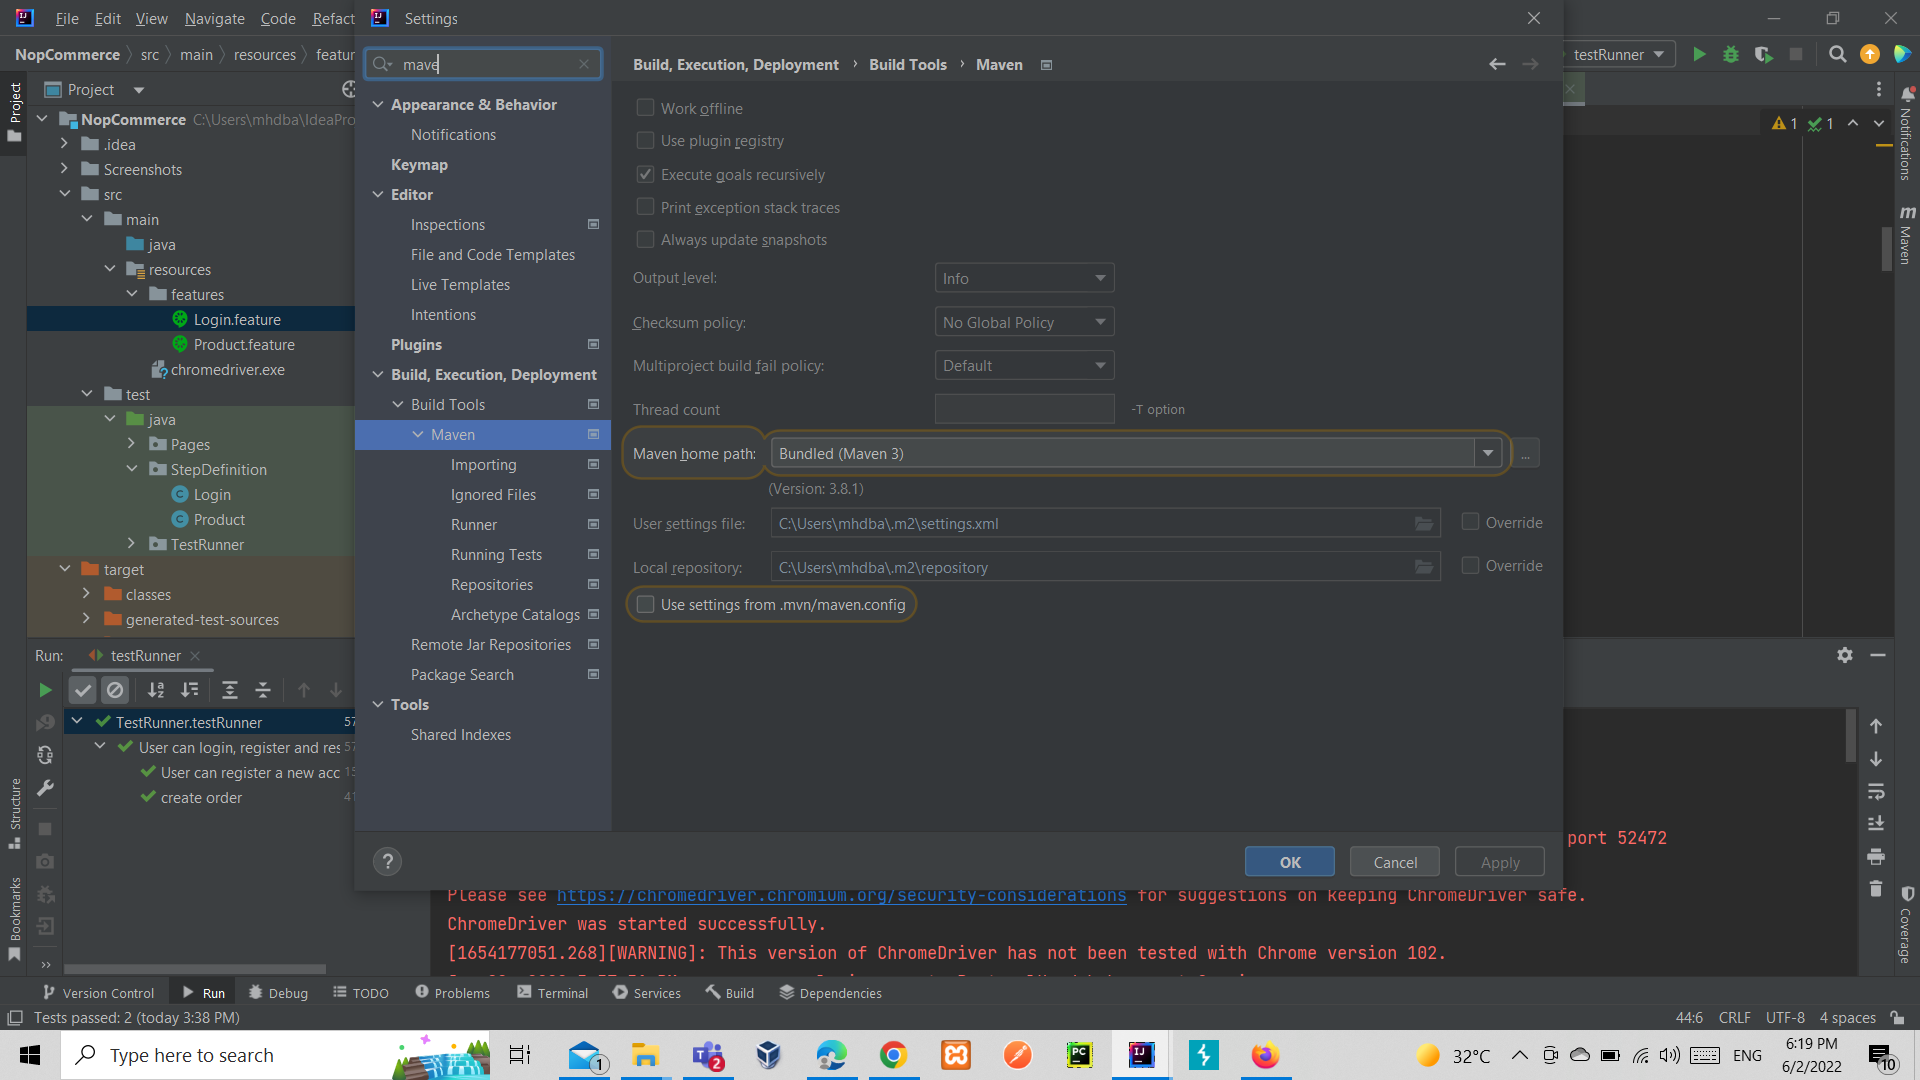 File Edit View Navigate Code Refact
Settings
NopCommerce src main resources featur
testRunner
mave
Build, Execution, Deployment › Build Tools › Maven
Project
Project
NopCommerce C:\Users\mhdba\IdeaPro
.idea
Screenshots
src
main
java
resources
features
Login.feature
Product.feature
chromedriver.exe
test
java
Pages
StepDefinition
Login
Product
TestRunner
target
classes
generated-test-sources
Appearance & Behavior
Notifications
Keymap
Editor
Inspections
File and Code Templates
Live Templates
Intentions
Plugins
Build, Execution, Deployment
Build Tools
Maven
Importing
Ignored Files
Runner
Running Tests
Repositories
Archetype Catalogs
Remote Jar Repositories
Package Search
Tools
Shared Indexes
Work offline
Use plugin registry
Execute goals recursively
Print exception stack traces
Always update snapshots
Output level: Info
Checksum policy: No Global Policy
Multiproject build fail policy: Default
Thread count -T option
Maven home path: Bundled (Maven 3) ...
(Version: 3.8.1)
User settings file: C:\Users\mhdba\.m2\settings.xml Override
Local repository: C:\Users\mhdba\.m2\repository Override
Use settings from .mvn/maven.config
? OK Cancel Apply
1 1
Notifications
m Maven
Run: testRunner
TestRunner.testRunner 57
User can login, register and res 57
User can register a new acc 15
create order 41
Structure
Bookmarks
Coverage
port 52472
Please see https://chromedriver.chromium.org/security-considerations for suggestions on keeping ChromeDriver safe.
ChromeDriver was started successfully.
[1654177051.268][WARNING]: This version of ChromeDriver has not been tested with Chrome version 102.
Version Control Run Debug TODO Problems Terminal Services Build Dependencies
Tests passed: 2 (today 3:38 PM) 44:6 CRLF UTF-8 4 spaces
Type here to search
1
2
PC
IJ
32°C ENG
6:19 PM
6/2/2022
10